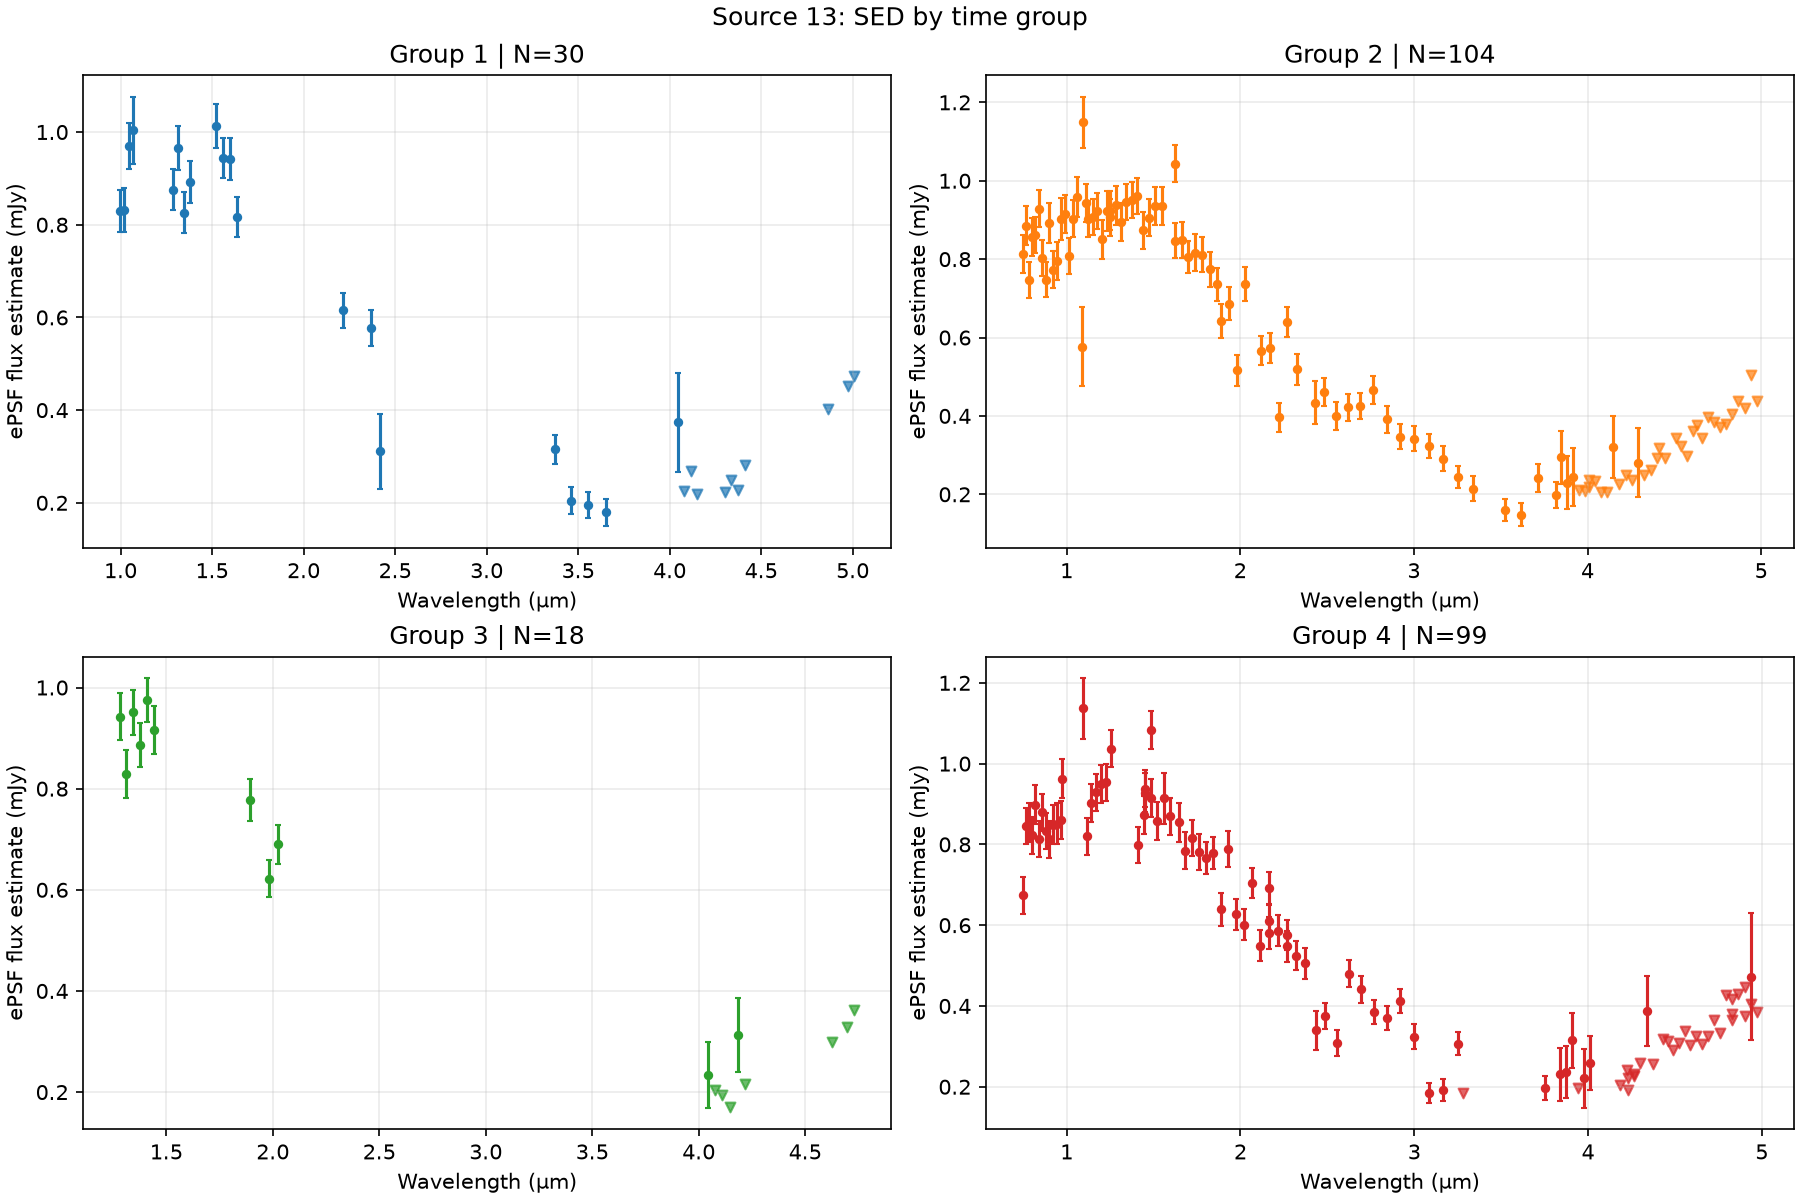 Source 13: SED by time group
Group 1 | N=30
ePSF flux estimate (mJy)
1.0
0.8
0.6
0.4
0.2
1.0 1.5 2.0 2.5 3.0 3.5 4.0 4.5 5.0
Wavelength (µm)
Group 2 | N=104
ePSF flux estimate (mJy)
1.2
1.0
0.8
0.6
0.4
0.2
1 2 3 4 5
Wavelength (µm)
Group 3 | N=18
ePSF flux estimate (mJy)
1.0
0.8
0.6
0.4
0.2
1.5 2.0 2.5 3.0 3.5 4.0 4.5
Wavelength (µm)
Group 4 | N=99
ePSF flux estimate (mJy)
1.2
1.0
0.8
0.6
0.4
0.2
1 2 3 4 5
Wavelength (µm)